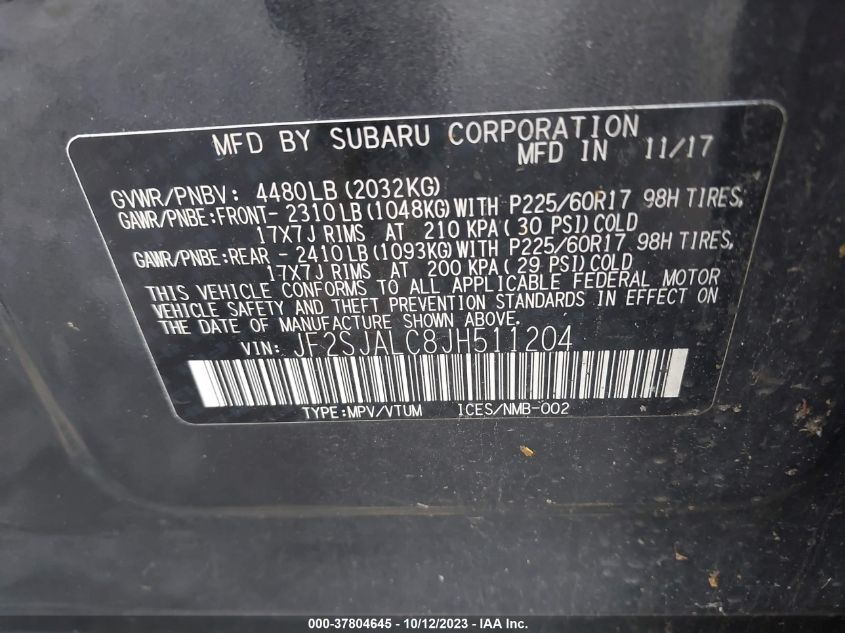 MFD BY SUBARU CORPORATION
MFD IN 11/17
GVWR/PNBV: 4480LB (2032KG)
GAWR/PNBE:FRONT- 2310LB (1048KG) WITH P225/60R17 98H TIRES,
17X7J RIMS AT 210 KPA( 30 PSI) COLD
GAWR/PNBE:REAR - 2410LB (1093KG) WITH P225/60R17 98H TIRES,
17X7J RIMS AT 200 KPA( 29 PSI) COLD
THIS VEHICLE CONFORMS TO ALL APPLICABLE FEDERAL MOTOR
VEHICLE SAFETY AND THEFT PREVENTION STANDARDS IN EFFECT ON
THE DATE OF MANUFACTURE SHOWN ABOVE.
VIN: JF2SJALC8JH511204
TYPE:MPV/VTUM ICES/NMB-002
000-37804645 - 10/12/2023 - IAA Inc.